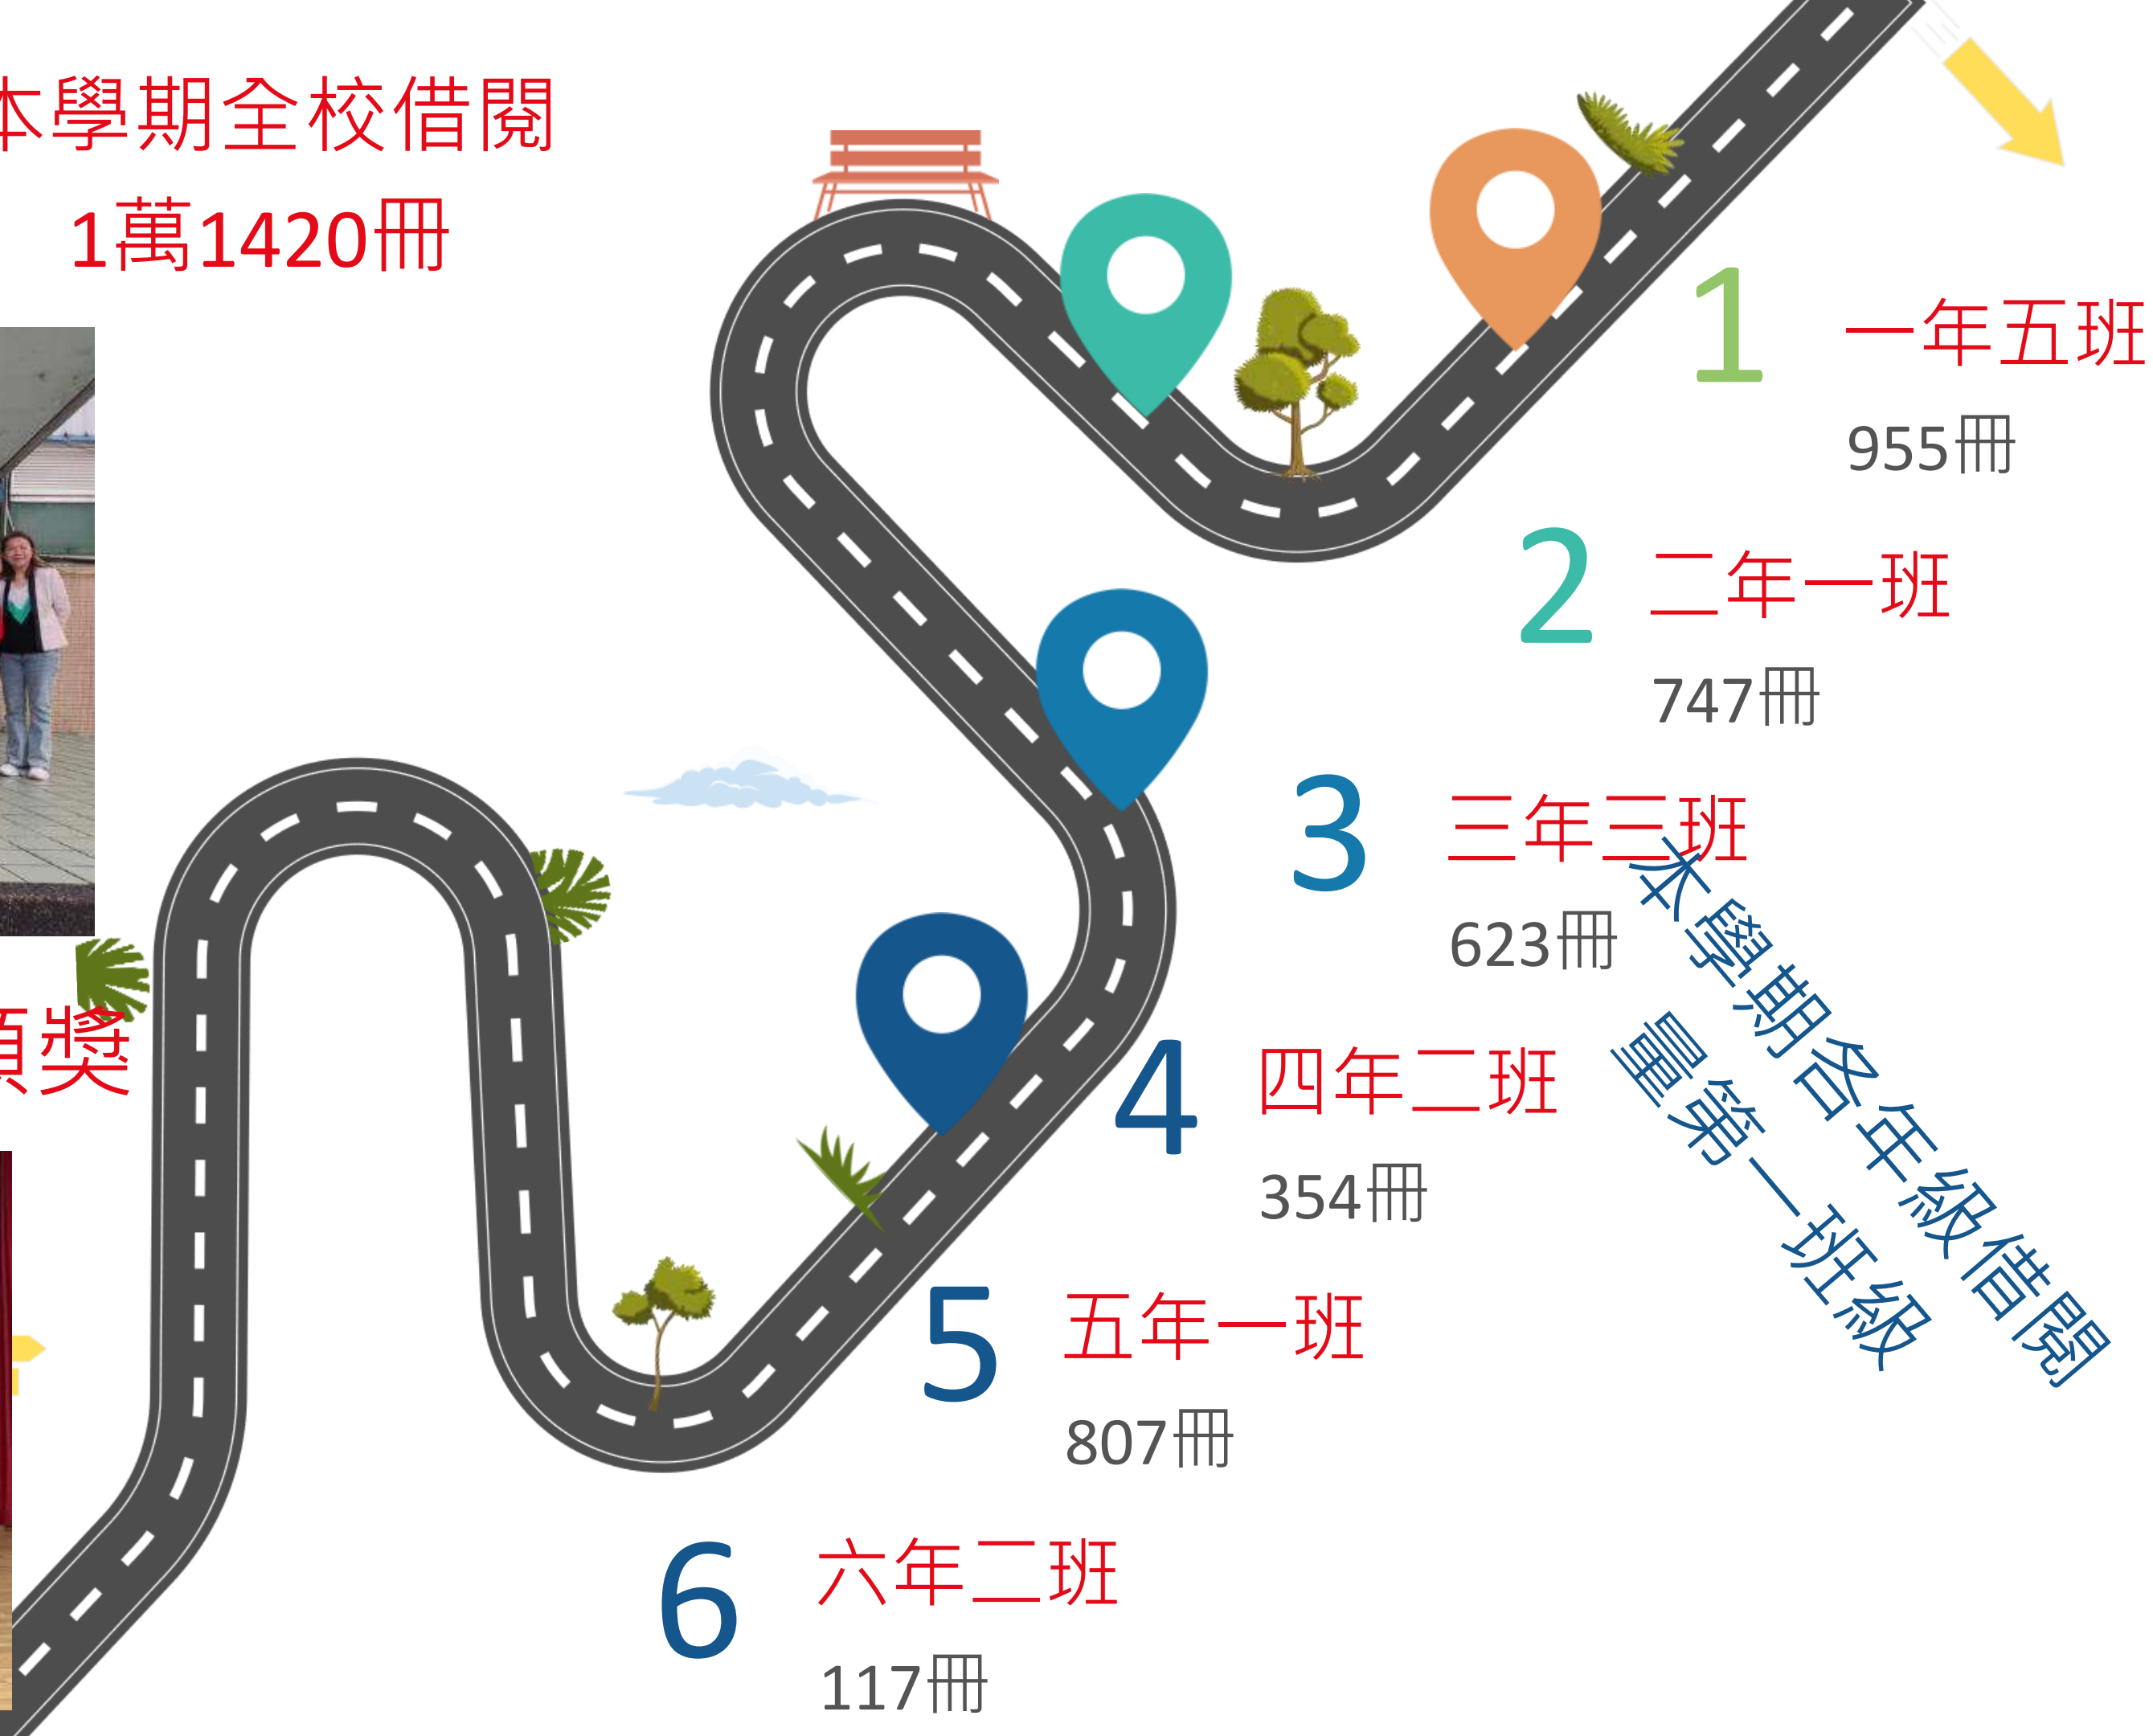 本學期全校借閱
1萬1420冊
1
一年五班
955冊
2
二年一班
747冊
3
三年三班
623冊
本學期各年級借閱
量第一班級
領獎
4
四年二班
354冊
5
五年一班
807冊
6
六年二班
117冊